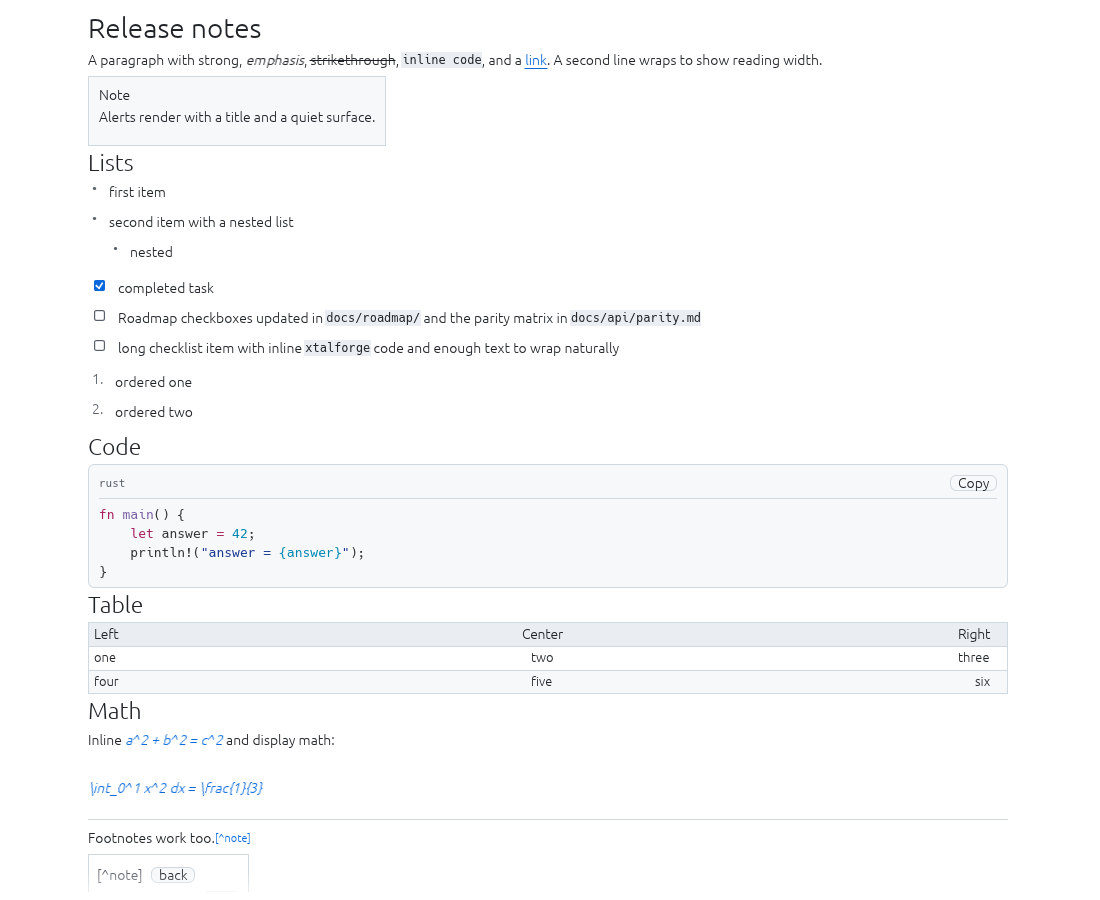 Release notes
A paragraph with strong, emphasis, strikethrough, inline code, and a link. A second line wraps to show reading width.
Note
Alerts render with a title and a quiet surface.
Lists
• first item
• second item with a nested list
• nested
completed task
Roadmap checkboxes updated in docs/roadmap/ and the parity matrix in docs/api/parity.md
long checklist item with inline xtalforge code and enough text to wrap naturally
1. ordered one
2. ordered two
Code
rust Copy
fn main() {
    let answer = 42;
    println!("answer = {answer}");
}
Table
Left Center Right
one two three
four five six
Math
Inline a^2 + b^2 = c^2 and display math:
\int_0^1 x^2 dx = \frac{1}{3}
Footnotes work too.[^note]
[^note] back